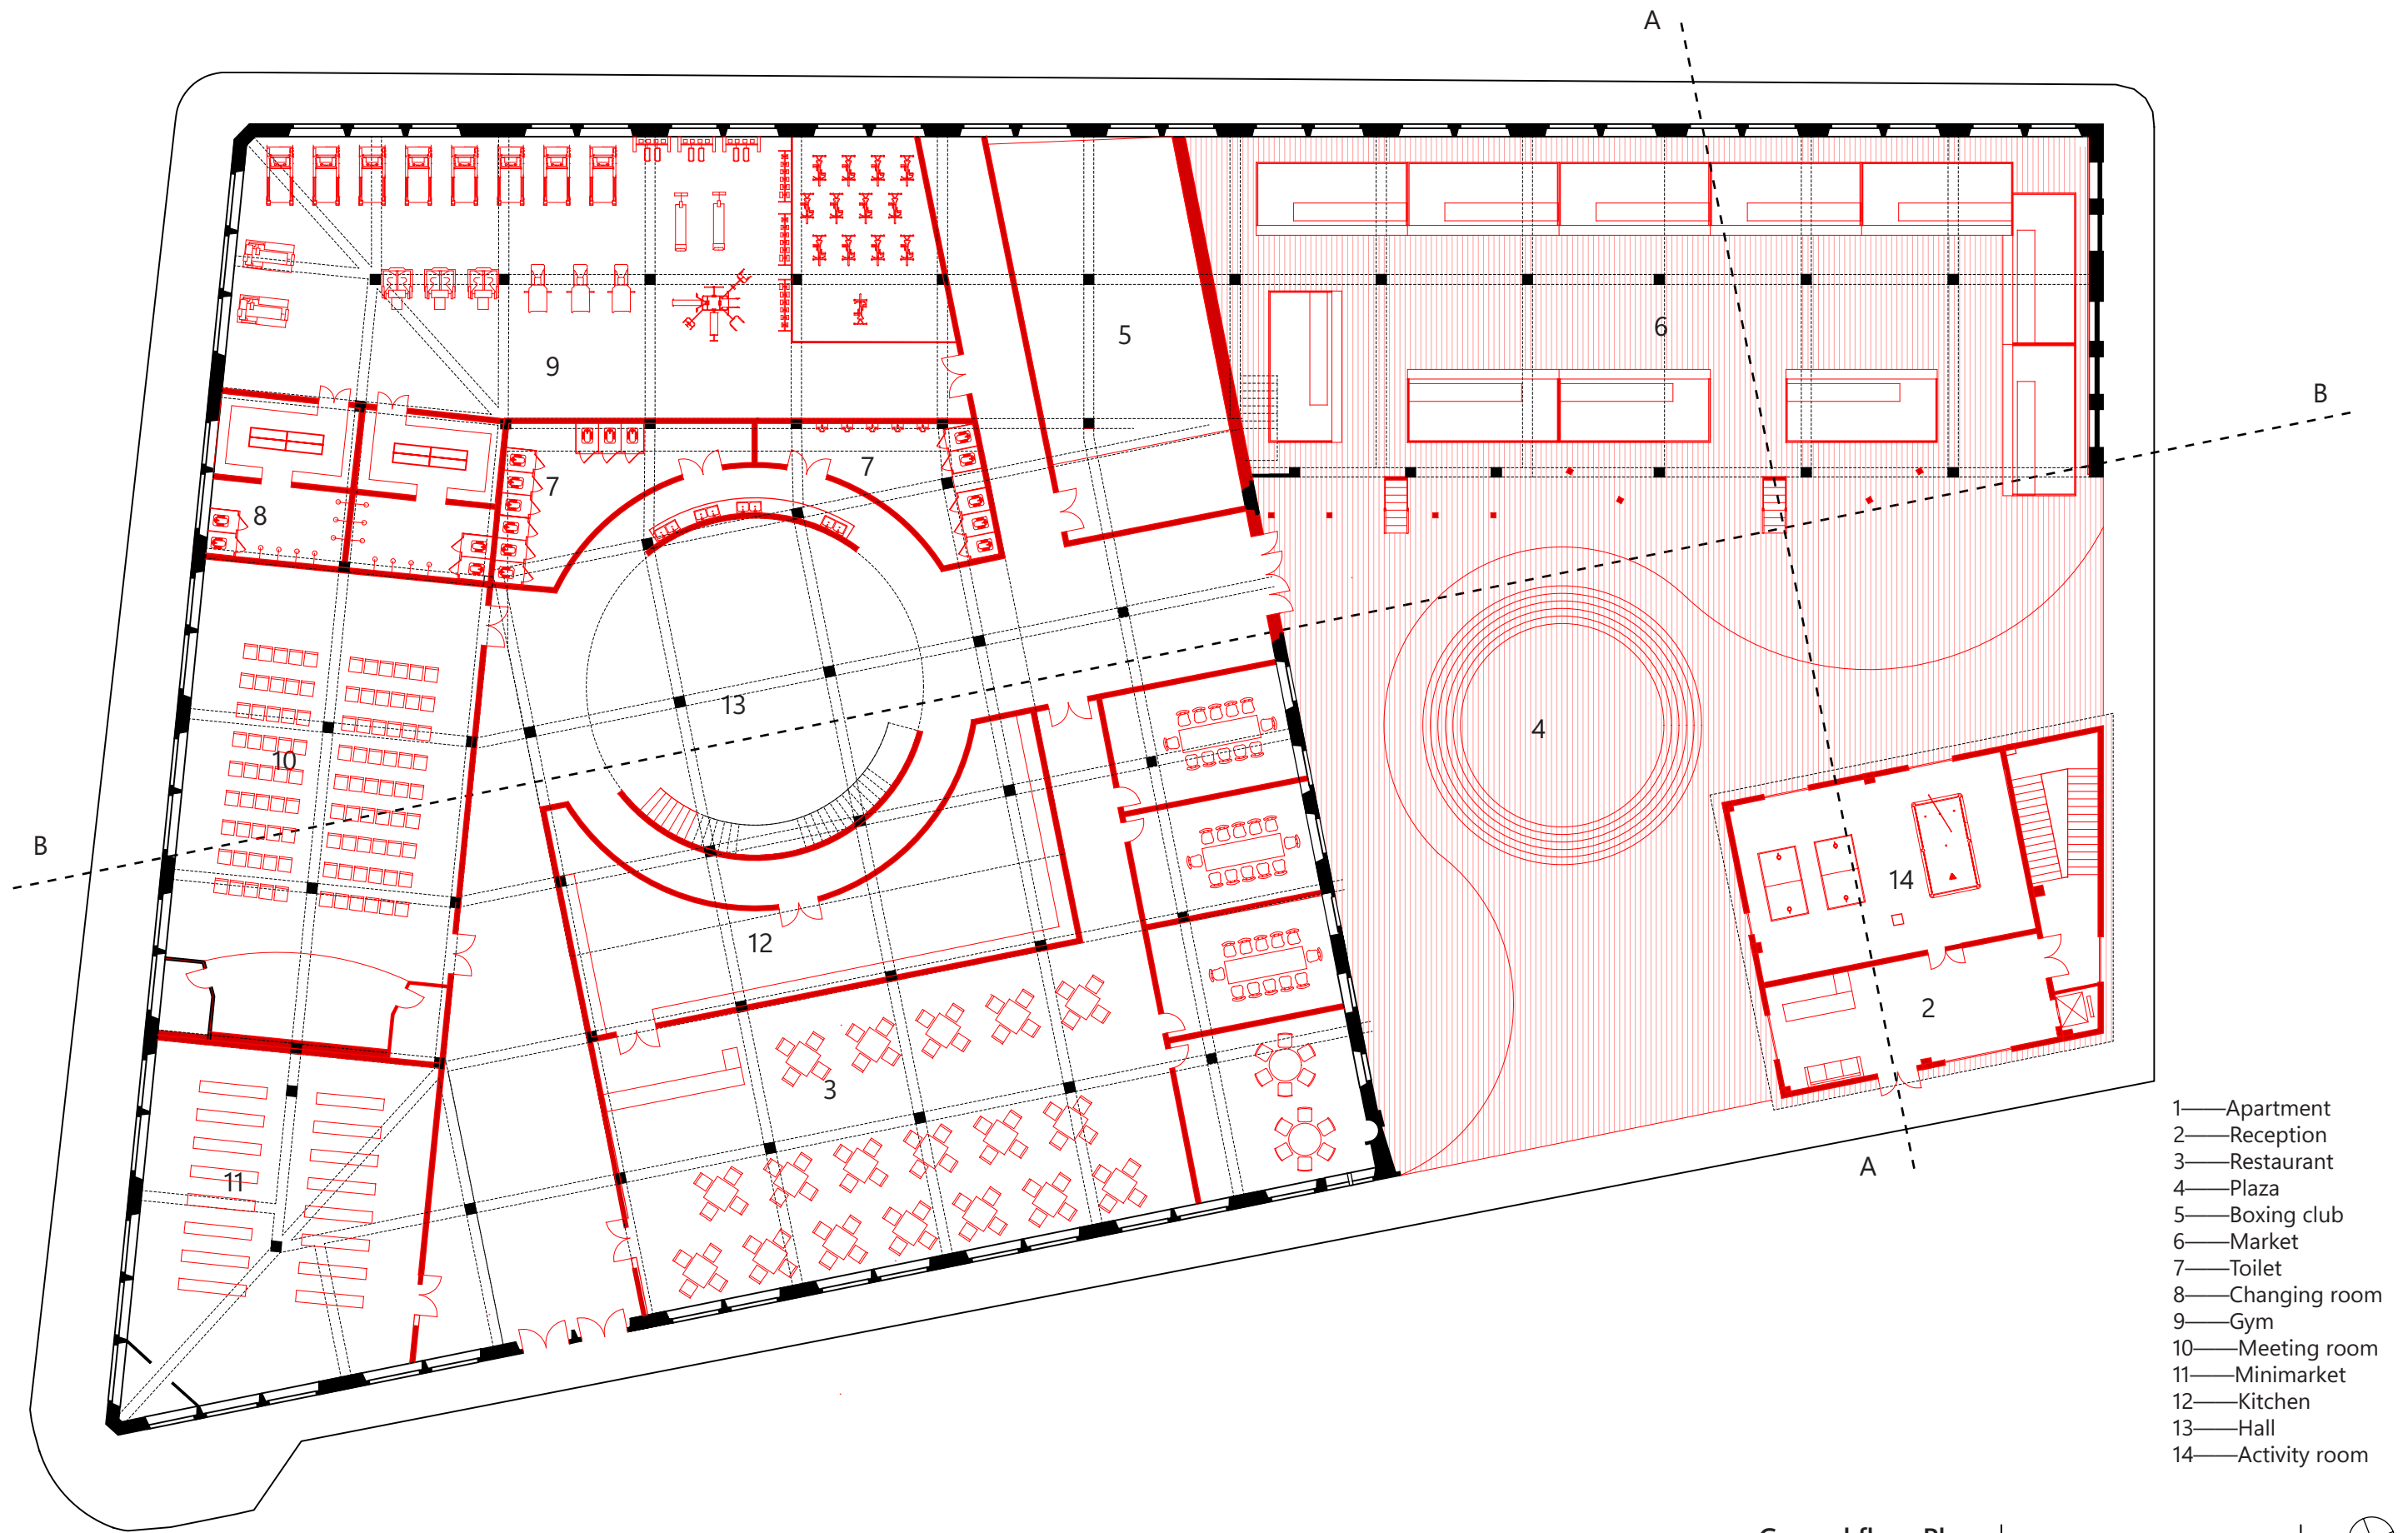 A
B
5
6
9
7
7
8
13
4
10
B
14
12
2
3
11
A
1——Apartment
2——Reception
3——Restaurant
4——Plaza
5——Boxing club
6——Market
7——Toilet
8——Changing room
9——Gym
10——Meeting room
11——Minimarket
12——Kitchen
13——Hall
14——Activity room